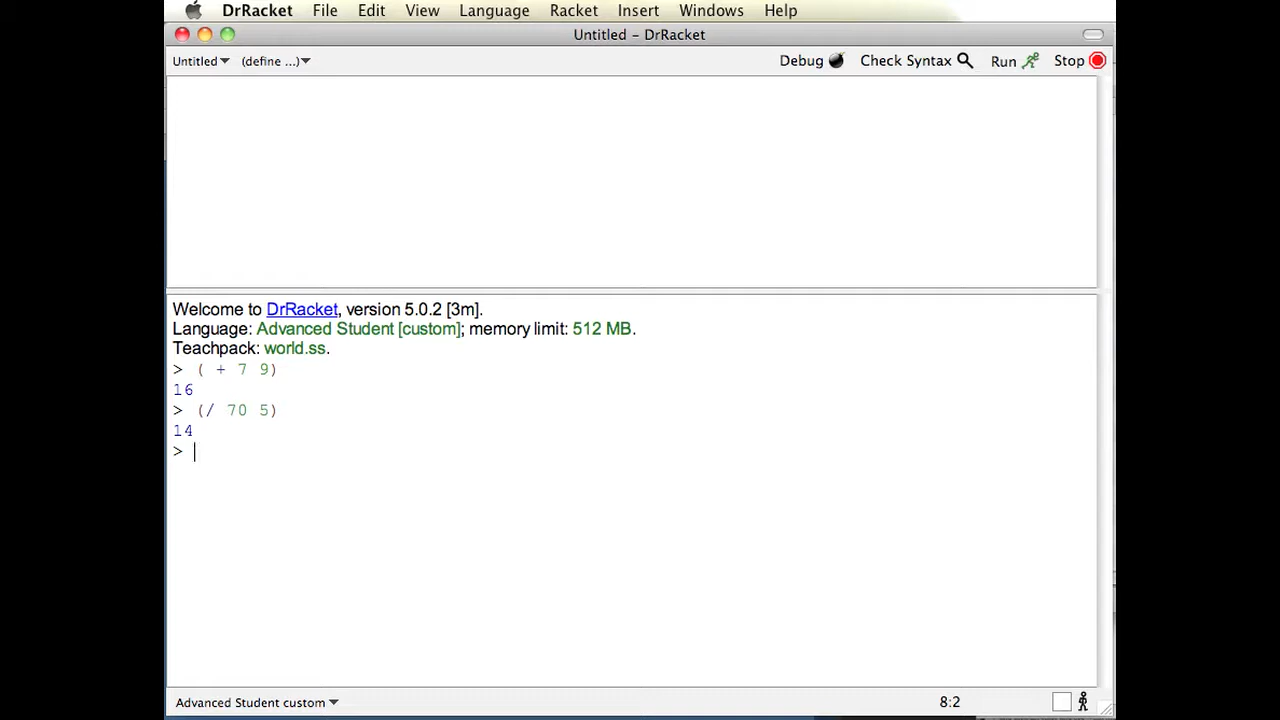 DrRacket File Edit View Language Racket Insert Windows Help
Untitled - DrRacket
Untitled (define ...) Debug Check Syntax Run Stop
Welcome to DrRacket, version 5.0.2 [3m].
Language: Advanced Student [custom]; memory limit: 512 MB.
Teachpack: world.ss.
> ( + 7 9)
16
> (/ 70 5)
14
>
Advanced Student custom 8:2